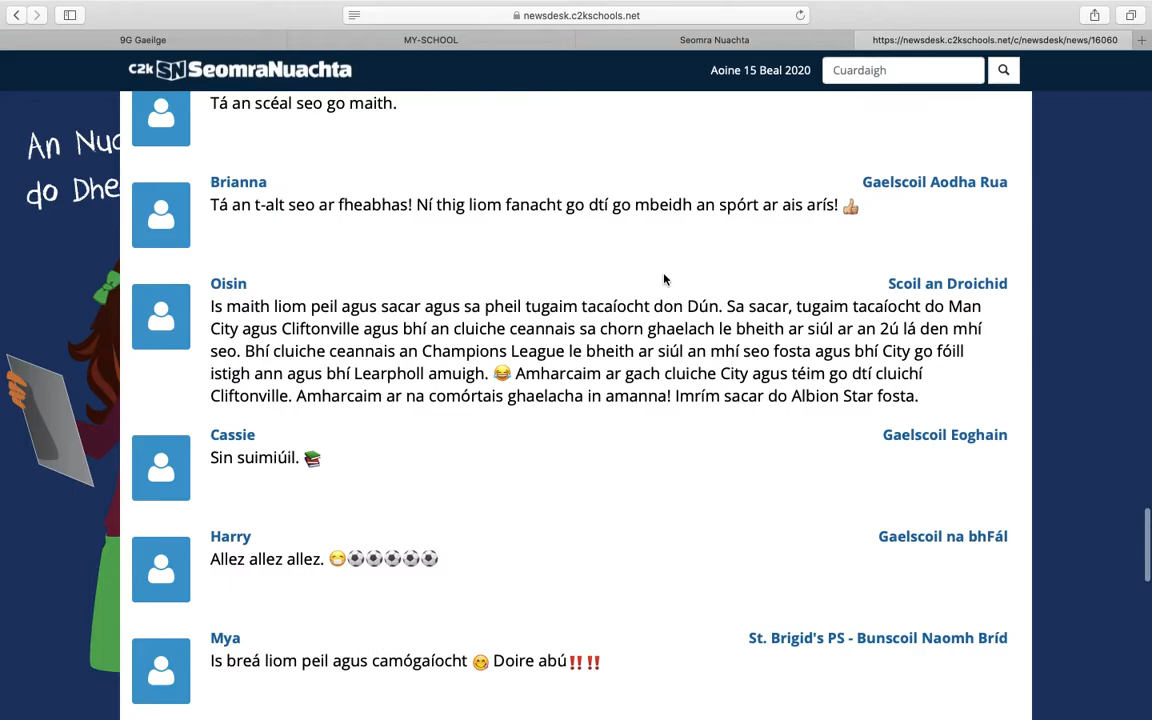 newsdesk.c2kschools.net
9G Gaeilge
MY-SCHOOL
Seomra Nuachta
https://newsdesk.c2kschools.net/c/newsdesk/news/16060
c2k SN SeomraNuachta
Aoine 15 Beal 2020
Cuardaigh
An Nuc
do Dhe
Tá an scéal seo go maith.
Brianna
Gaelscoil Aodha Rua
Tá an t-alt seo ar fheabhas! Ní thig liom fanacht go dtí go mbeidh an spórt ar ais arís! 👍🏼
Oisin
Scoil an Droichid
Is maith liom peil agus sacar agus sa pheil tugaim tacaíocht don Dún. Sa sacar, tugaim tacaíocht do Man
City agus Cliftonville agus bhí an cluiche ceannais sa chorn ghaelach le bheith ar siúl ar an 2ú lá den mhí
seo. Bhí cluiche ceannais an Champions League le bheith ar siúl an mhí seo fosta agus bhí City go fóill
istigh ann agus bhí Learpholl amuigh. 😂 Amharcaim ar gach cluiche City agus téim go dtí cluichí
Cliftonville. Amharcaim ar na comórtais ghaelacha in amanna! Imrím sacar do Albion Star fosta.
Cassie
Gaelscoil Eoghain
Sin suimiúil. 📚
Harry
Gaelscoil na bhFál
Allez allez allez. 😁⚽⚽⚽⚽⚽
Mya
St. Brigid's PS - Bunscoil Naomh Bríd
Is breá liom peil agus camógaíocht 😋 Doire abú‼️‼️